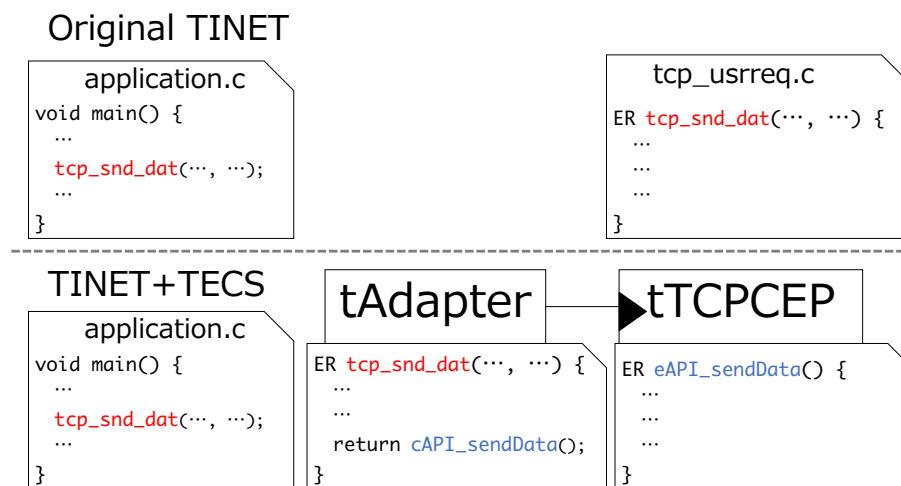 Original TINET
application.c
void main() {
…
tcp_snd_dat(…, …);
…
}
tcp_usrreq.c
ER tcp_snd_dat(…, …) {
…
…
…
}
TINET+TECS
application.c
void main() {
…
tcp_snd_dat(…, …);
…
}
tAdapter
ER tcp_snd_dat(…, …) {
…
…
return cAPI_sendData();
}
tTCPCEP
ER eAPI_sendData() {
…
…
…
}